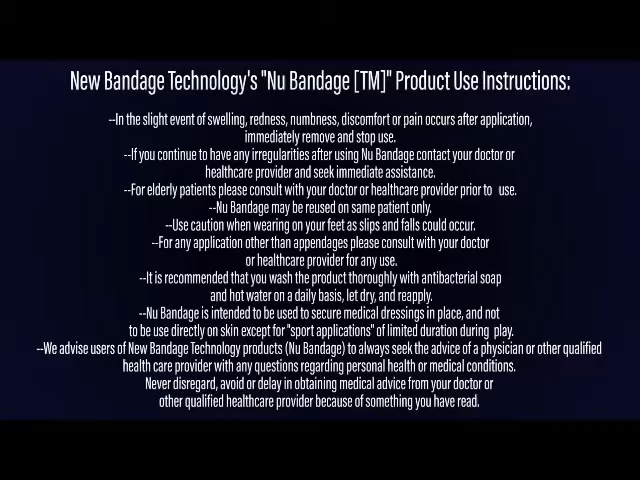 New Bandage Technology's "Nu Bandage [TM]" Product Use Instructions:
--In the slight event of swelling, redness, numbness, discomfort or pain occurs after application,
immediately remove and stop use.
--If you continue to have any irregularities after using Nu Bandage contact your doctor or
healthcare provider and seek immediate assistance.
--For elderly patients please consult with your doctor or healthcare provider prior to use.
--Nu Bandage may be reused on same patient only.
--Use caution when wearing on your feet as slips and falls could occur.
--For any application other than appendages please consult with your doctor
or healthcare provider for any use.
--It is recommended that you wash the product thoroughly with antibacterial soap
and hot water on a daily basis, let dry, and reapply.
--Nu Bandage is intended to be used to secure medical dressings in place, and not
to be use directly on skin except for "sport applications" of limited duration during play.
--We advise users of New Bandage Technology products (Nu Bandage) to always seek the advice of a physician or other qualified
health care provider with any questions regarding personal health or medical conditions.
Never disregard, avoid or delay in obtaining medical advice from your doctor or
other qualified healthcare provider because of something you have read.